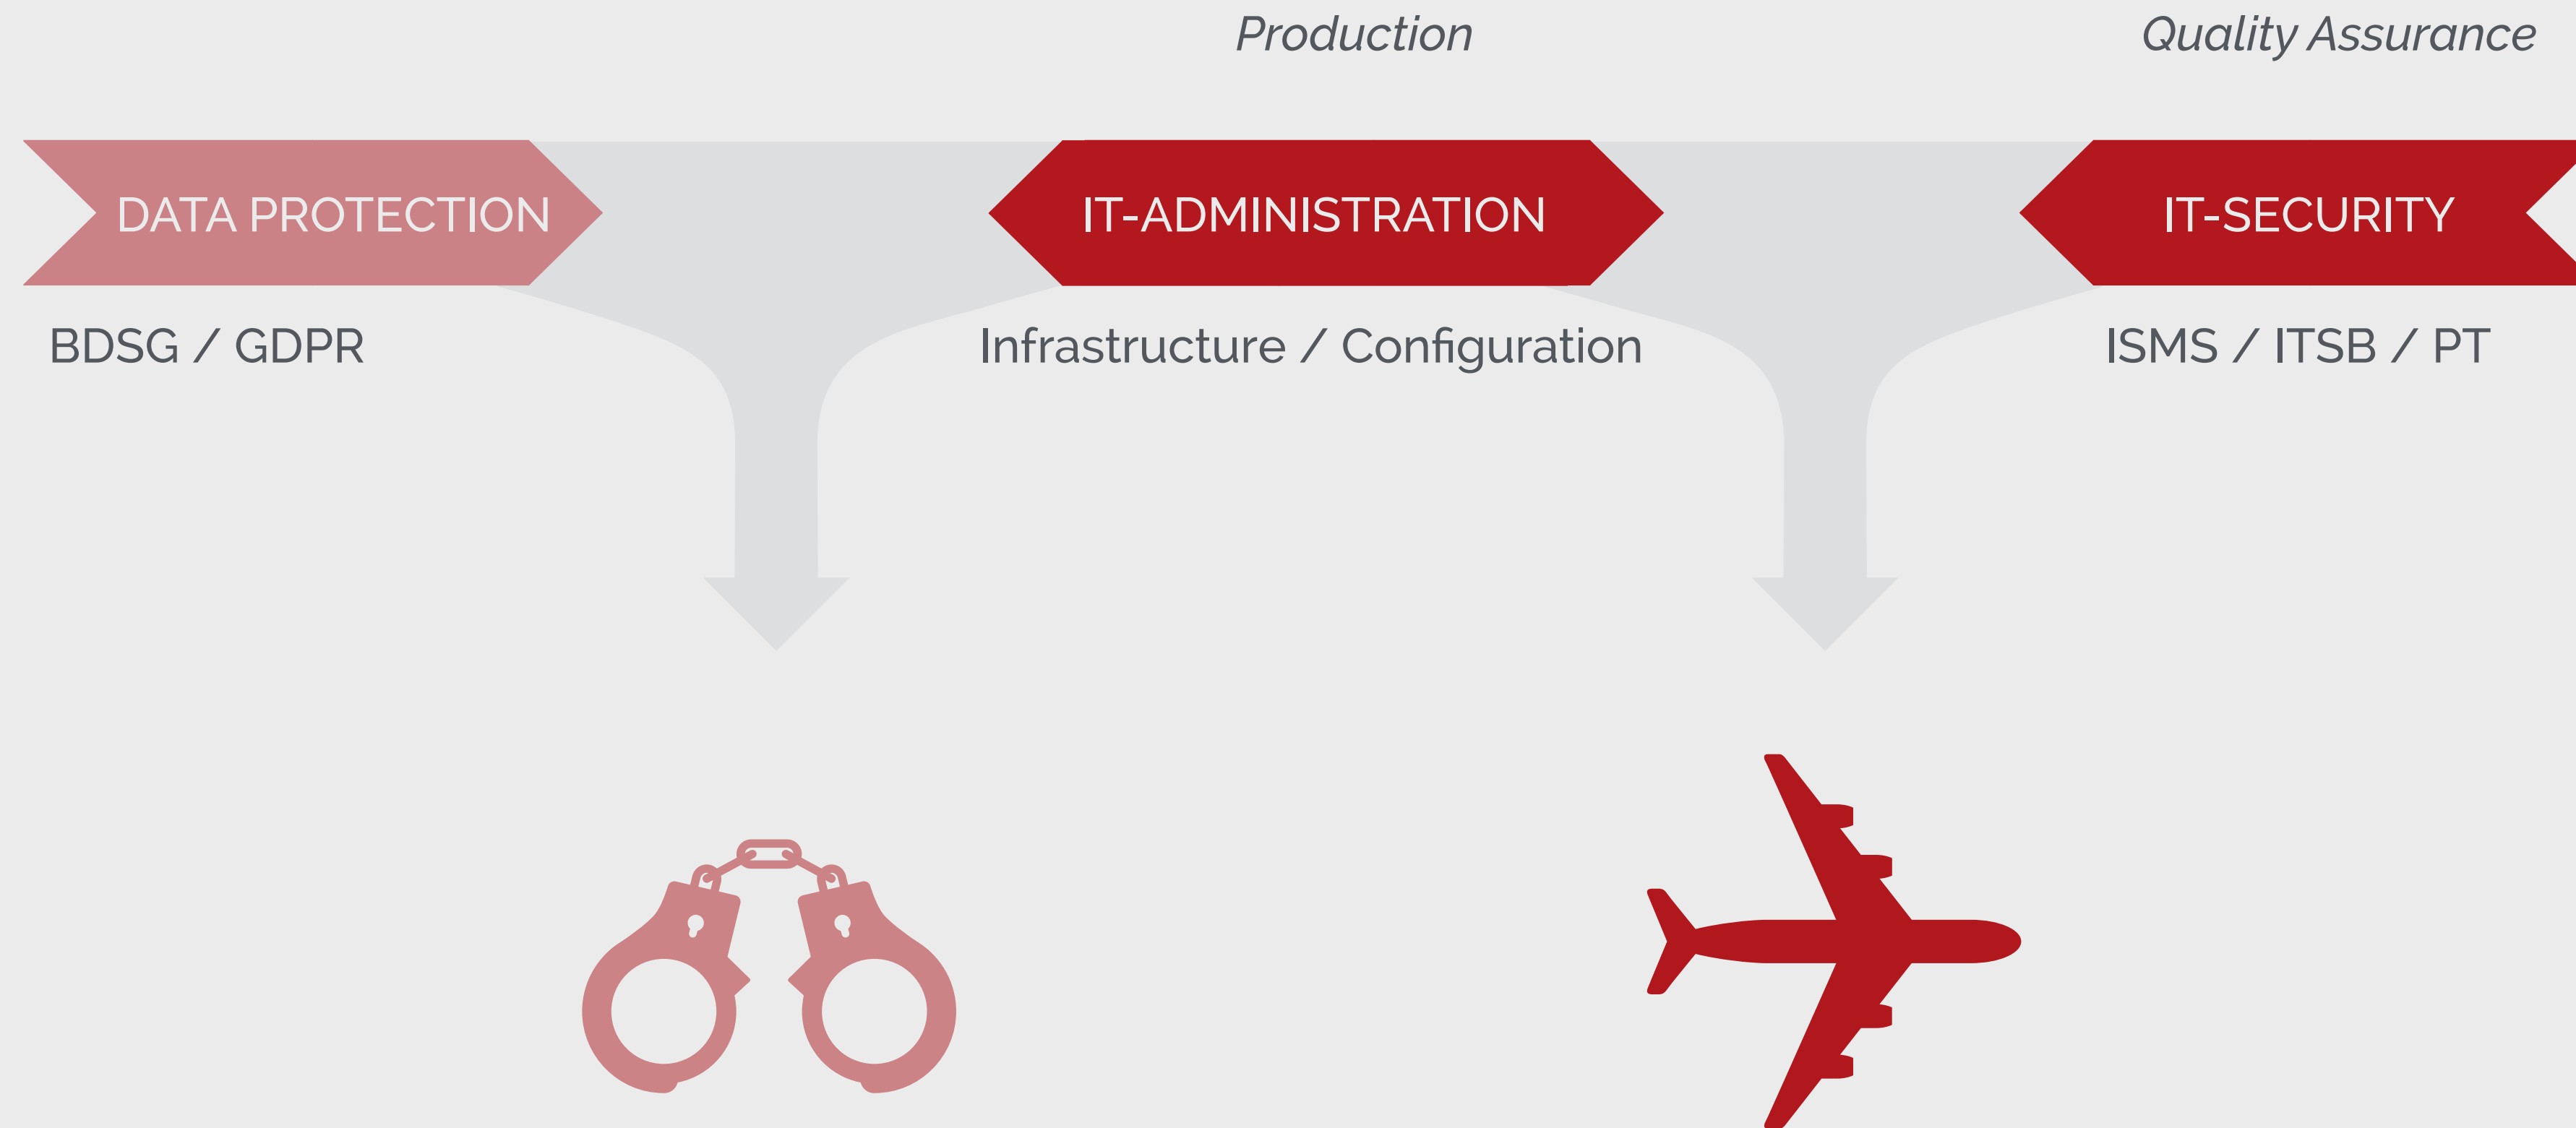 Production
Quality Assurance
DATA PROTECTION
IT-ADMINISTRATION
IT-SECURITY
BDSG / GDPR
Infrastructure / Configuration
ISMS / ITSB / PT